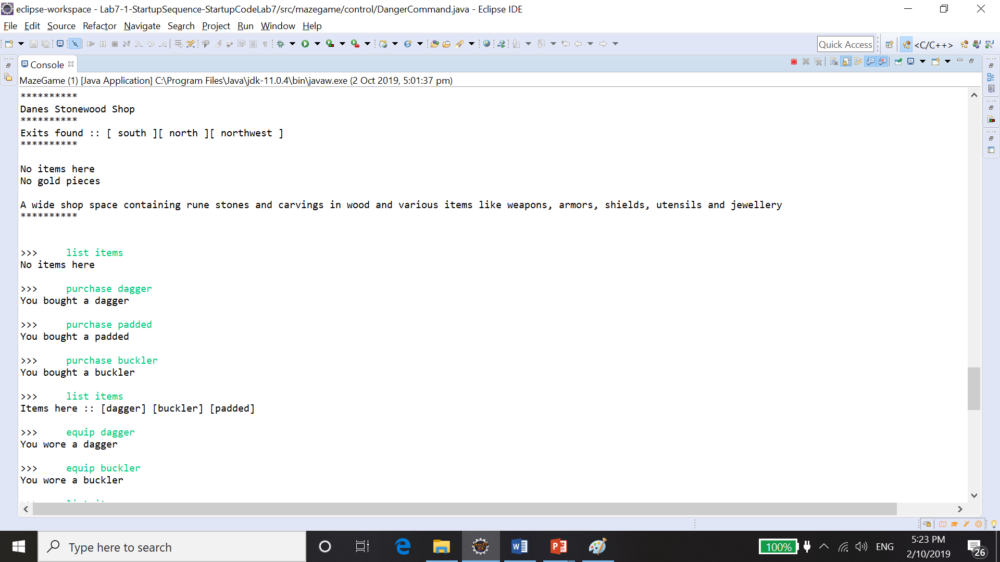 eclipse-workspace - Lab7-1-StartupSequence-StartupCodeLab7/src/mazegame/control/DangerCommand.java - Eclipse IDE
File Edit Source Refactor Navigate Search Project Run Window Help
Quick Access <C/C++>
Console
MazeGame (1) [Java Application] C:\Program Files\Java\jdk-11.0.4\bin\javaw.exe (2 Oct 2019, 5:01:37 pm)
**********
Danes Stonewood Shop
**********
Exits found :: [ south ][ north ][ northwest ]
**********
No items here
No gold pieces
A wide shop space containing rune stones and carvings in wood and various items like weapons, armors, shields, utensils and jewellery
**********
>>> list items
No items here
>>> purchase dagger
You bought a dagger
>>> purchase padded
You bought a padded
>>> purchase buckler
You bought a buckler
>>> list items
Items here :: [dagger] [buckler] [padded]
>>> equip dagger
You wore a dagger
>>> equip buckler
You wore a buckler
Type here to search
100% ENG
5:23 PM
2/10/2019
26